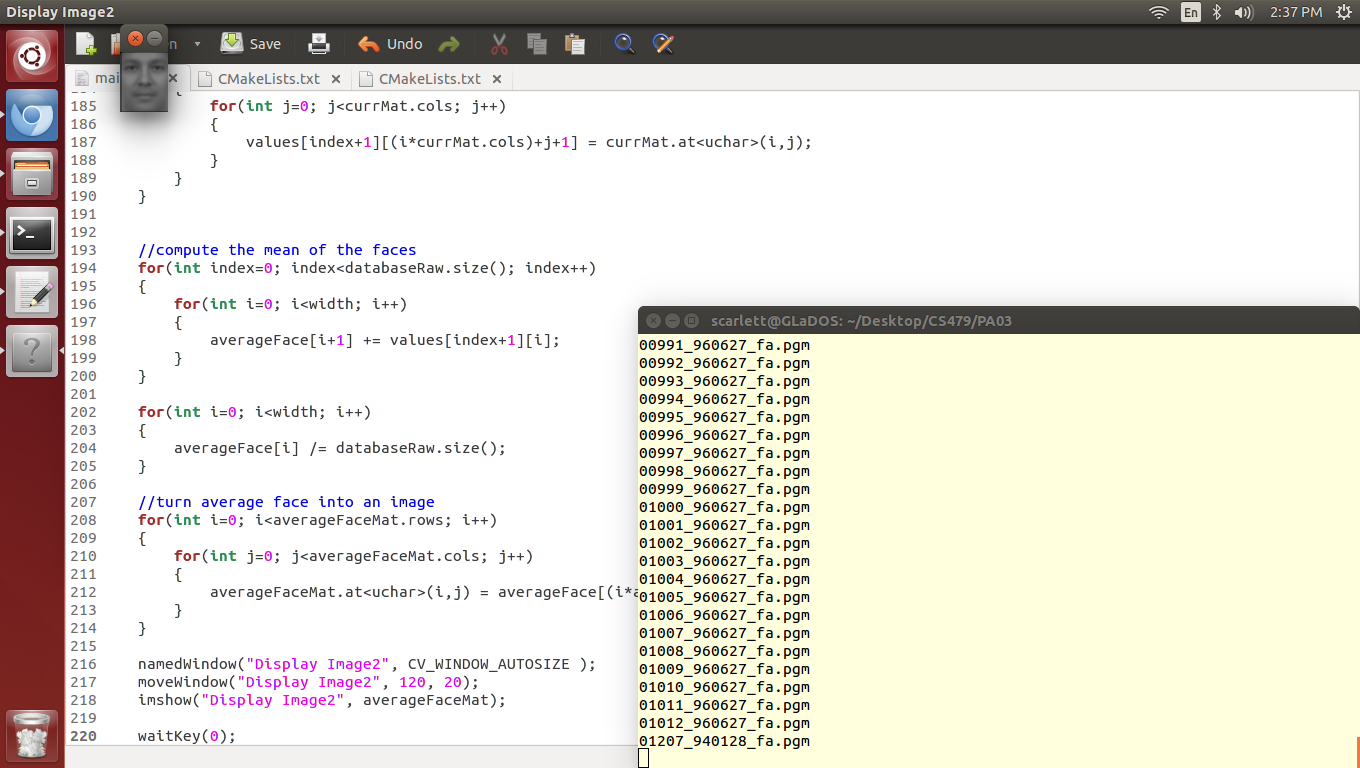 Display Image2
En
2:37 PM
n
Save
Undo
mai
CMakeLists.txt
CMakeLists.txt
185 for(int j=0; j<currMat.cols; j++)
186 {
187 values[index+1][(i*currMat.cols)+j+1] = currMat.at<uchar>(i,j);
188 }
189 }
190 }
191
192
193 //compute the mean of the faces
194 for(int index=0; index<databaseRaw.size(); index++)
195 {
196 for(int i=0; i<width; i++)
197 {
198 averageFace[i+1] += values[index+1][i];
199 }
200 }
201
202 for(int i=0; i<width; i++)
203 {
204 averageFace[i] /= databaseRaw.size();
205 }
206
207 //turn average face into an image
208 for(int i=0; i<averageFaceMat.rows; i++)
209 {
210 for(int j=0; j<averageFaceMat.cols; j++)
211 {
212 averageFaceMat.at<uchar>(i,j) = averageFace[(i*a
213 }
214 }
215
216 namedWindow("Display Image2", CV_WINDOW_AUTOSIZE );
217 moveWindow("Display Image2", 120, 20);
218 imshow("Display Image2", averageFaceMat);
219
220 waitKey(0);
scarlett@GLaDOS: ~/Desktop/CS479/PA03
00991_960627_fa.pgm
00992_960627_fa.pgm
00993_960627_fa.pgm
00994_960627_fa.pgm
00995_960627_fa.pgm
00996_960627_fa.pgm
00997_960627_fa.pgm
00998_960627_fa.pgm
00999_960627_fa.pgm
01000_960627_fa.pgm
01001_960627_fa.pgm
01002_960627_fa.pgm
01003_960627_fa.pgm
01004_960627_fa.pgm
01005_960627_fa.pgm
01006_960627_fa.pgm
01007_960627_fa.pgm
01008_960627_fa.pgm
01009_960627_fa.pgm
01010_960627_fa.pgm
01011_960627_fa.pgm
01012_960627_fa.pgm
01207_940128_fa.pgm